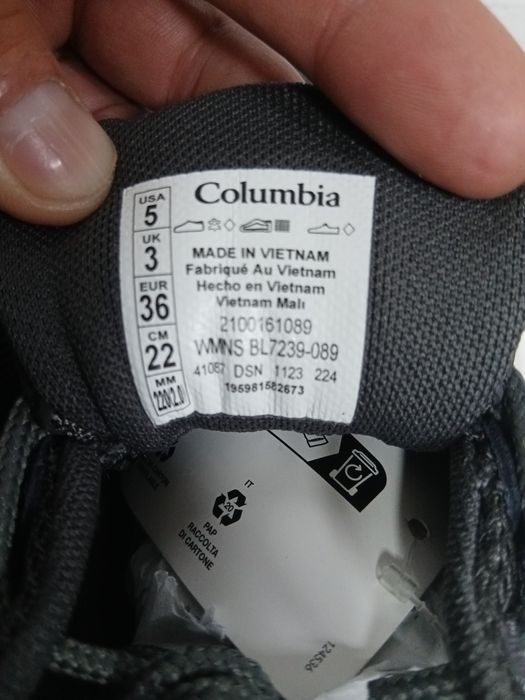 USA
5
UK
3
EUR
36
CM
22
MM
220(2.0)
Columbia
MADE IN VIETNAM
Fabriqué Au Vietnam
Hecho en Vietnam
Vietnam Malı
2100161089
WMNS BL7239-089
41087 DSN 1123 224
195981582673
IT
20
PAP
RACCOLTA
DI CARTONE
124536